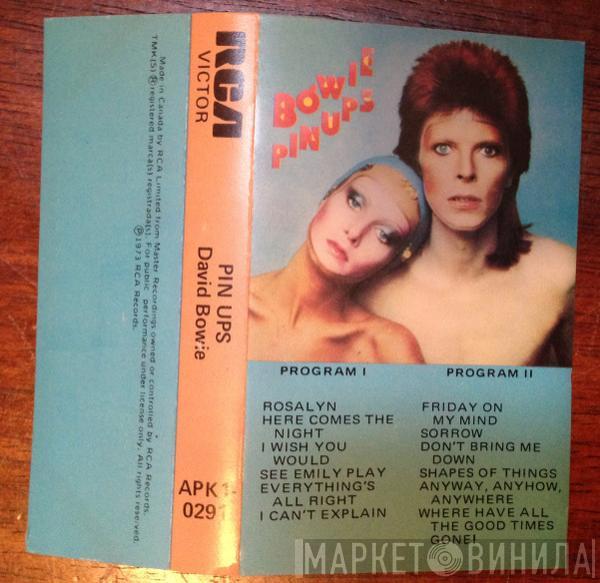 Made in Canada by RCA Limited from Master Recordings owned or controlled by RCA Records.
TMK(S) ® registered marca(s) registrada(s). For public performance under license only. All rights reserved.
℗ 1973 RCA Records.
RCA
VICTOR
PIN UPS
David Bowie
APK 1-
0291
BOWIE
PINUPS
PROGRAM I
ROSALYN
HERE COMES THE
NIGHT
I WISH YOU
WOULD
SEE EMILY PLAY
EVERYTHING'S
ALL RIGHT
I CAN'T EXPLAIN
PROGRAM II
FRIDAY ON
MY MIND
SORROW
DON'T BRING ME
DOWN
SHAPES OF THINGS
ANYWAY, ANYHOW,
ANYWHERE
WHERE HAVE ALL
THE GOOD TIMES
GONE!
МАРКЕТ ВИНИЛА